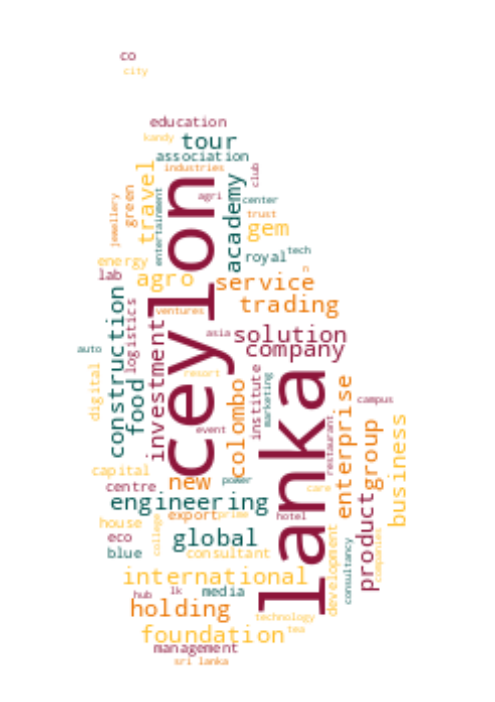 co
city
education
kandy
tour
association
industries
travel
green
jewellery
entertainment
ceylon
agri
academy
club
center
gem
trust
royal
tech
energy
lab
agro
service
n
construction
logistics
food
ventures
trading
investment
asia
solution
company
auto
digital
resort
colombo
institute
marketing
lanka
enterprise
restaurant
campus
group
business
event
capital
centre
new
power
care
product
engineering
export
prime
hotel
house
college
eco
blue
global
consultant
development
consultancy
companies
international
hub
lk
media
holding
technology
foundation
tea
management
sri lanka